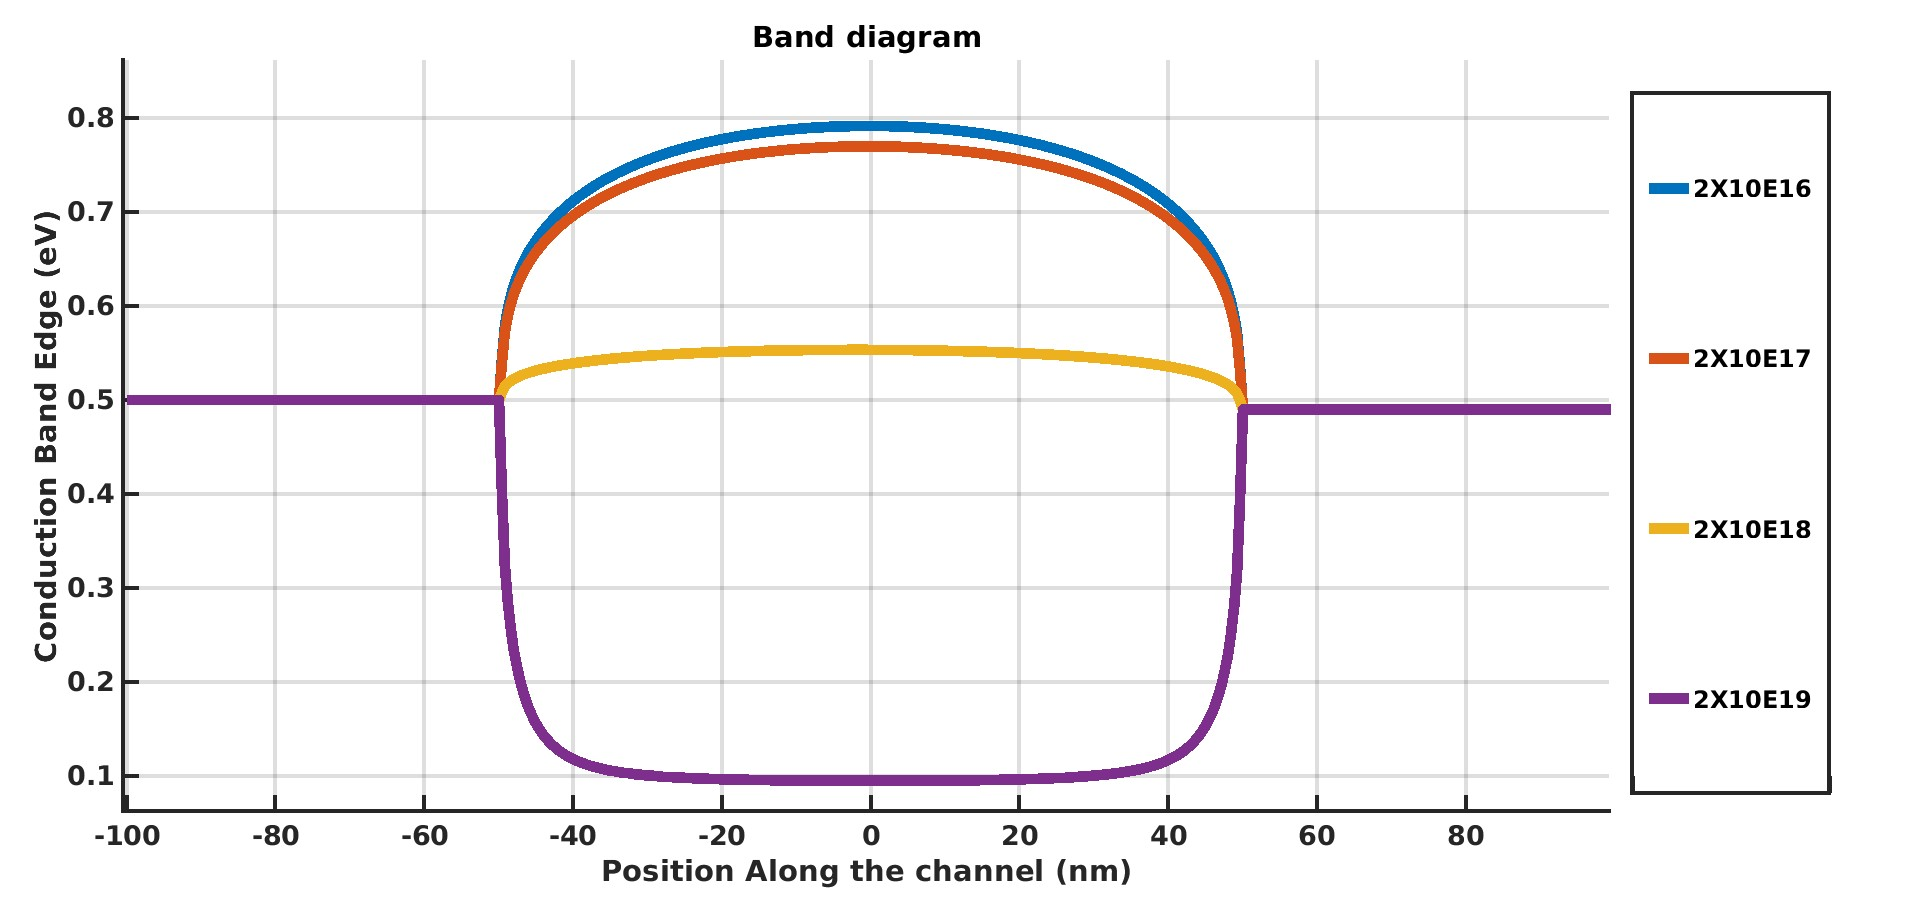 Band diagram
Conduction Band Edge (eV)
0.8
0.7
0.6
0.5
0.4
0.3
0.2
0.1
-100 -80 -60 -40 -20 0 20 40 60 80
Position Along the channel (nm)
2X10E16
2X10E17
2X10E18
2X10E19